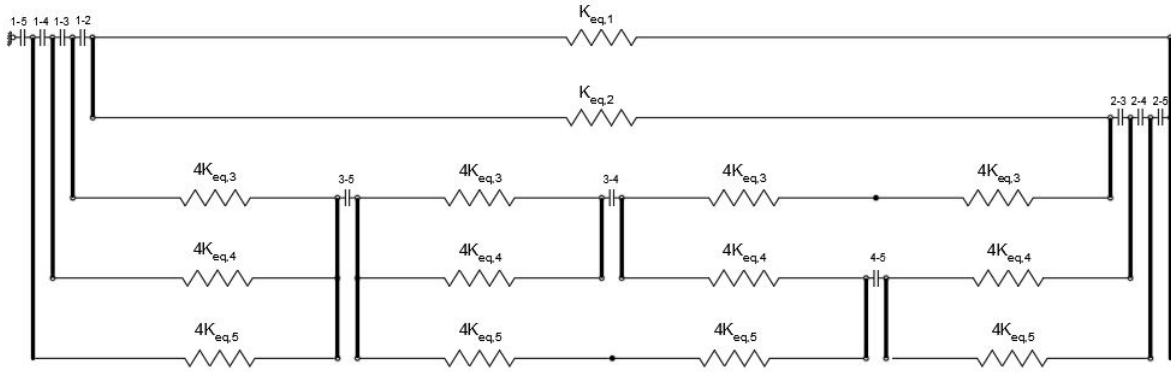 1-5 1-4 1-3 1-2
K_eq,1
K_eq,2
2-3 2-4 2-5
4K_eq,3 3-5 4K_eq,3 3-4 4K_eq,3 4K_eq,3
4K_eq,4 4K_eq,4 4K_eq,4 4-5 4K_eq,4
4K_eq,5 4K_eq,5 4K_eq,5 4K_eq,5